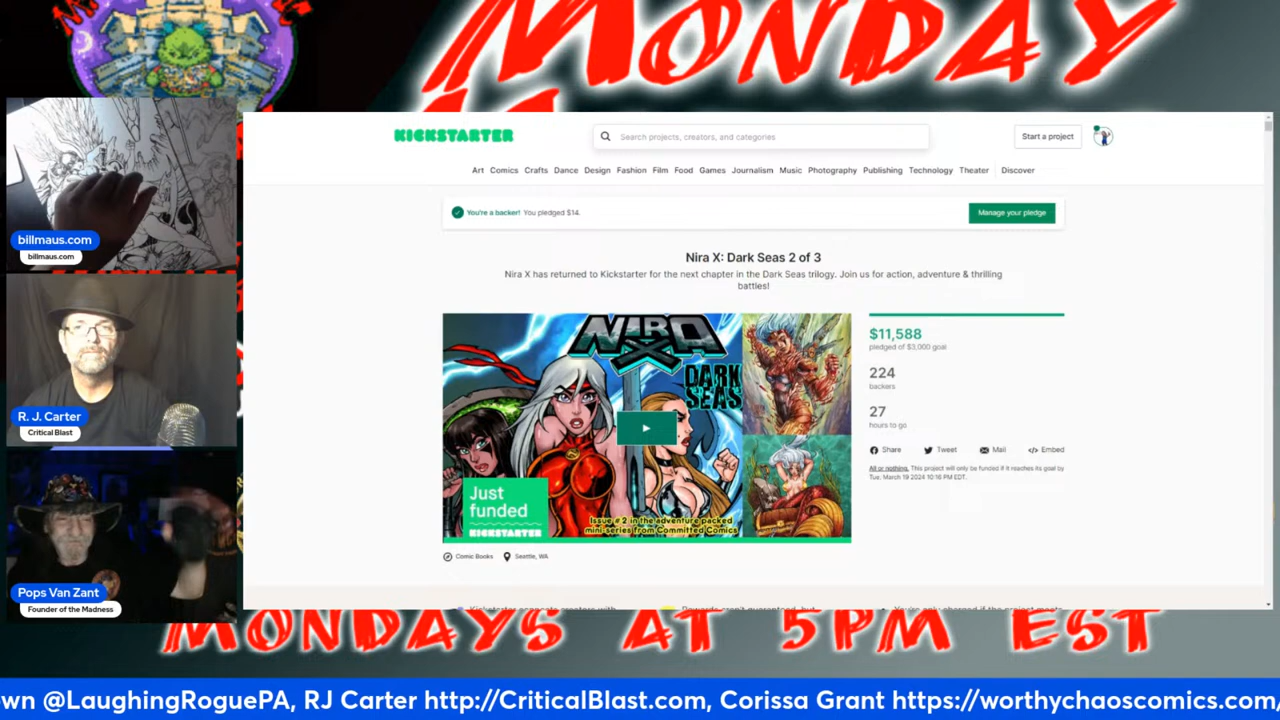 MONDAY
billmaus.com
billmaus.com
R. J. Carter
Critical Blast
Pops Van Zant
Founder of the Madness
KICKSTARTER
Search projects, creators, and categories
Start a project
Art Comics Crafts Dance Design Fashion Film Food Games Journalism Music Photography Publishing Technology Theater Discover
You're a backer! You pledged $14.
Manage your pledge
Nira X: Dark Seas 2 of 3
Nira X has returned to Kickstarter for the next chapter in the Dark Seas trilogy. Join us for action, adventure & thrilling
battles!
NIRA X
DARK
SEAS
Just
funded
KICKSTARTER
Issue # 2 in the adventure packed
mini-series from Committed Comics
$11,588
pledged of $3,000 goal
224
backers
27
hours to go
Share Tweet Mail Embed
All or nothing. This project will only be funded if it reaches its goal by
Tue, March 19 2024 10:16 PM EDT.
Comic Books Seattle, WA
MONDAYS AT 5PM EST
own @LaughingRoguePA, RJ Carter http://CriticalBlast.com, Corissa Grant https://worthychaoscomics.com/